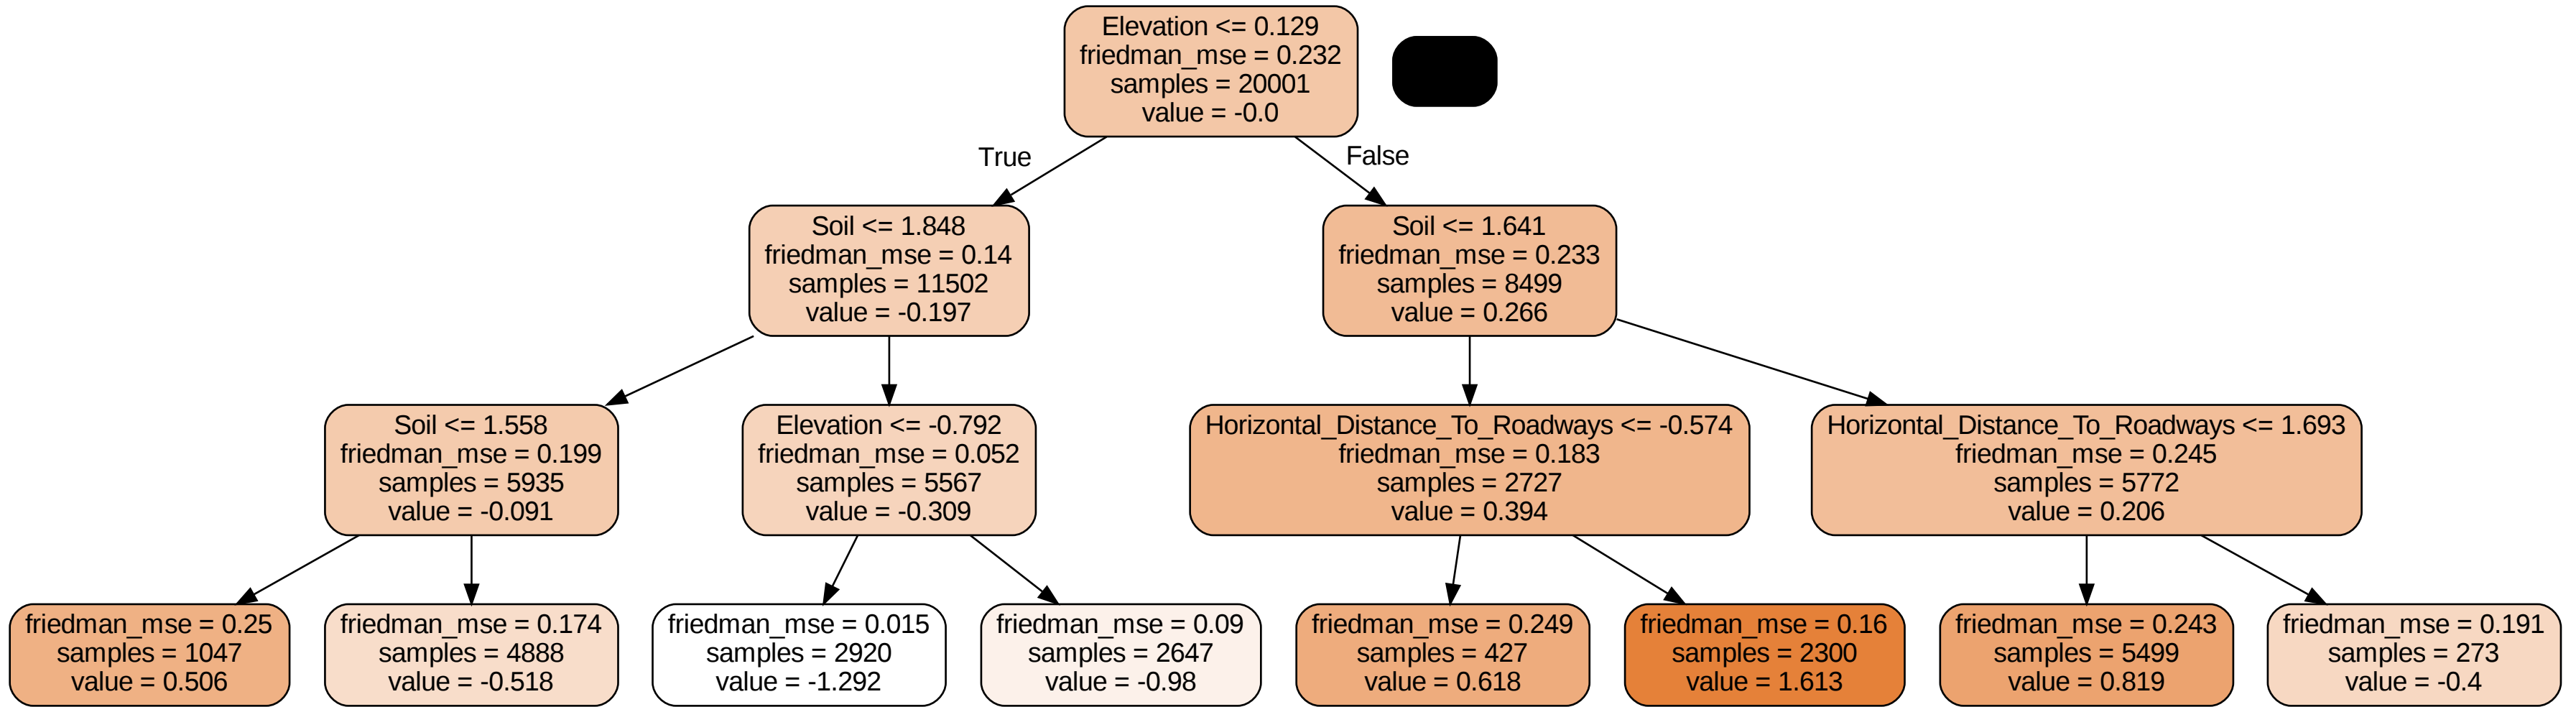 Elevation <= 0.129
friedman_mse = 0.232
samples = 20001
value = -0.0
True
False
Soil <= 1.848
friedman_mse = 0.14
samples = 11502
value = -0.197
Soil <= 1.641
friedman_mse = 0.233
samples = 8499
value = 0.266
Soil <= 1.558
friedman_mse = 0.199
samples = 5935
value = -0.091
Elevation <= -0.792
friedman_mse = 0.052
samples = 5567
value = -0.309
Horizontal_Distance_To_Roadways <= -0.574
friedman_mse = 0.183
samples = 2727
value = 0.394
Horizontal_Distance_To_Roadways <= 1.693
friedman_mse = 0.245
samples = 5772
value = 0.206
friedman_mse = 0.25
samples = 1047
value = 0.506
friedman_mse = 0.174
samples = 4888
value = -0.518
friedman_mse = 0.015
samples = 2920
value = -1.292
friedman_mse = 0.09
samples = 2647
value = -0.98
friedman_mse = 0.249
samples = 427
value = 0.618
friedman_mse = 0.16
samples = 2300
value = 1.613
friedman_mse = 0.243
samples = 5499
value = 0.819
friedman_mse = 0.191
samples = 273
value = -0.4